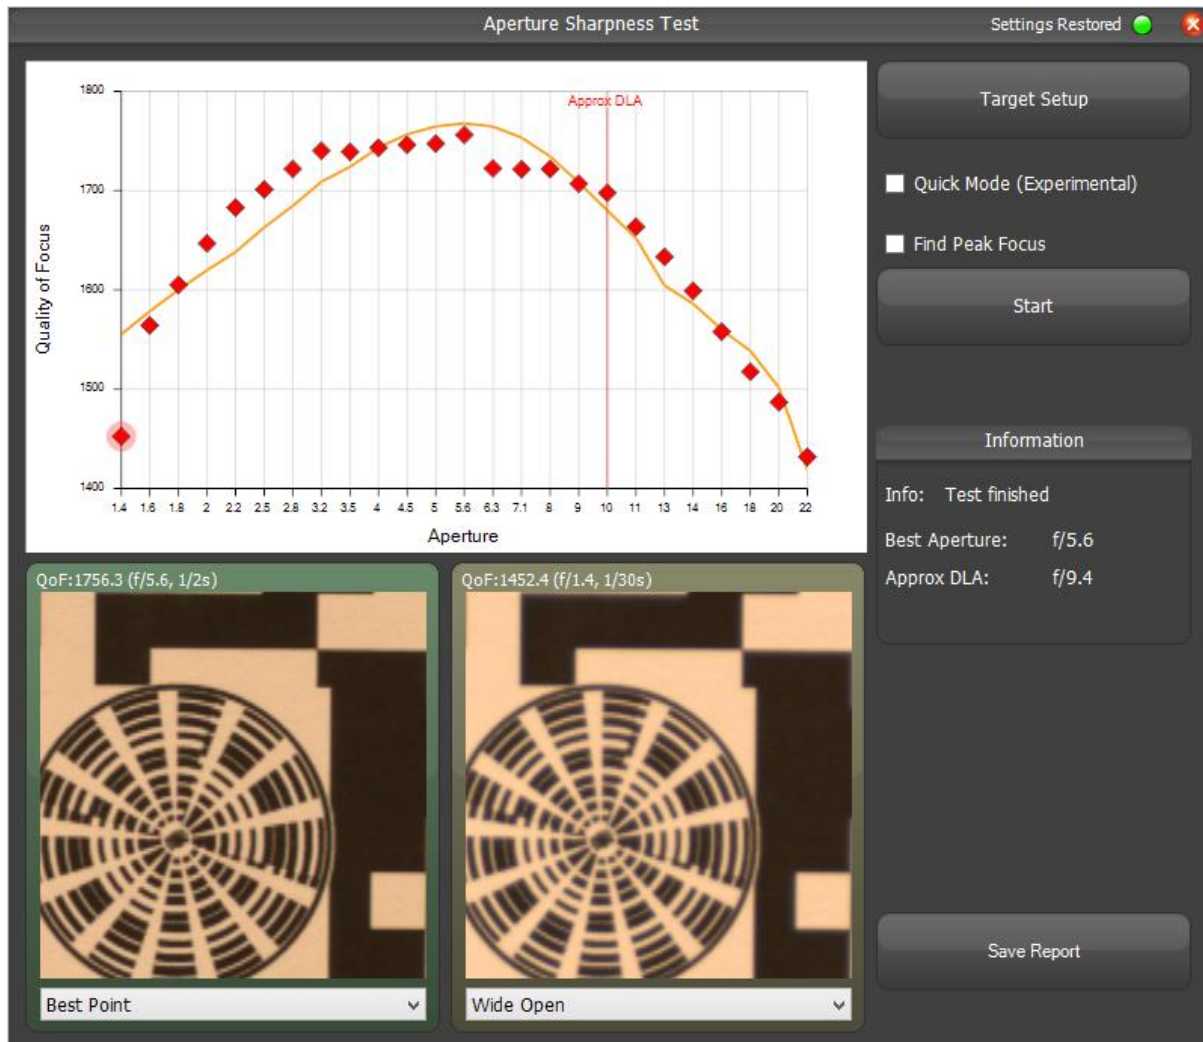 Aperture Sharpness Test
Settings Restored
Approx DLA
1800
1700
1600
1500
1400
Quality of Focus
1.4 1.6 1.8 2 2.2 2.5 2.8 3.2 3.5 4 4.5 5 5.6 6.3 7.1 8 9 10 11 13 14 16 18 20 22
Aperture
Target Setup
Quick Mode (Experimental)
Find Peak Focus
Start
Information
Info: Test finished
Best Aperture: f/5.6
Approx DLA: f/9.4
QoF:1756.3 (f/5.6, 1/2s)
Best Point
QoF:1452.4 (f/1.4, 1/30s)
Wide Open
Save Report